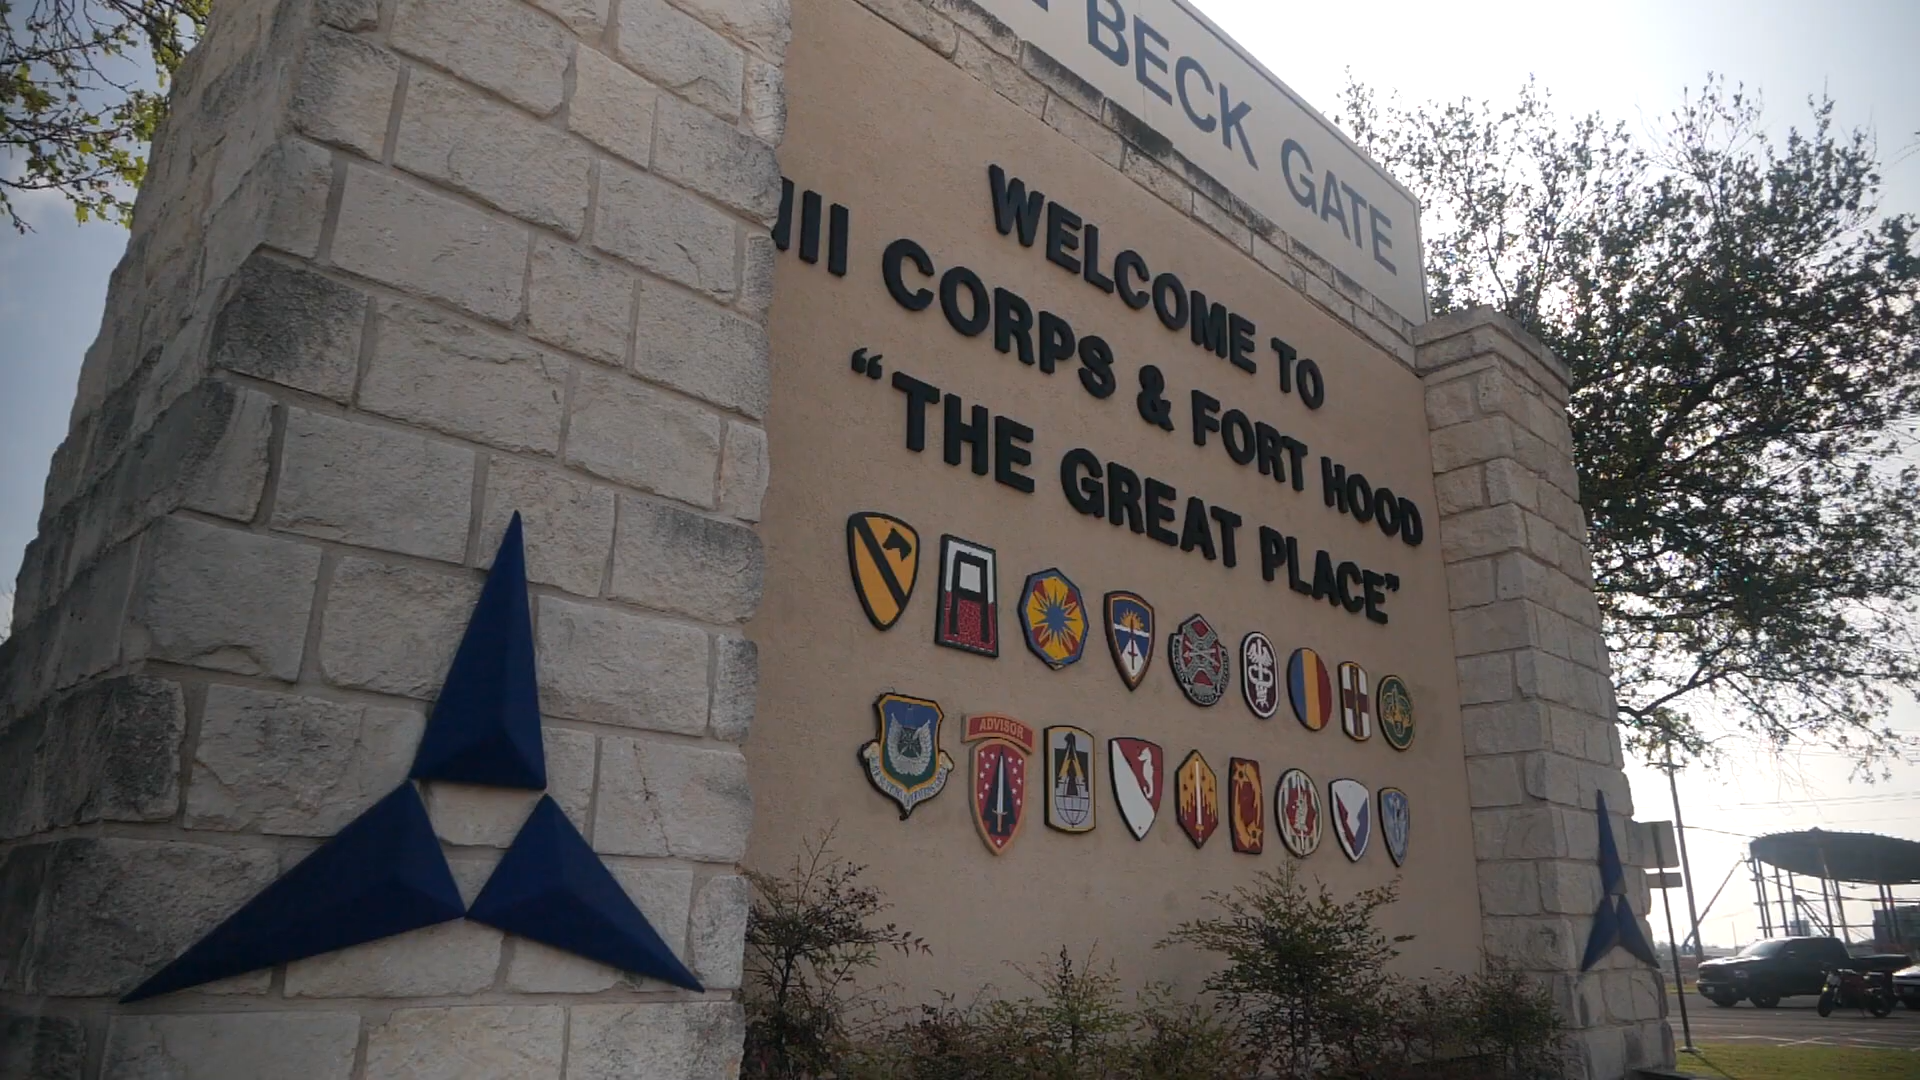 BECK GATE
WELCOME TO
III CORPS & FORT HOOD
“THE GREAT PLACE”
ADVISOR